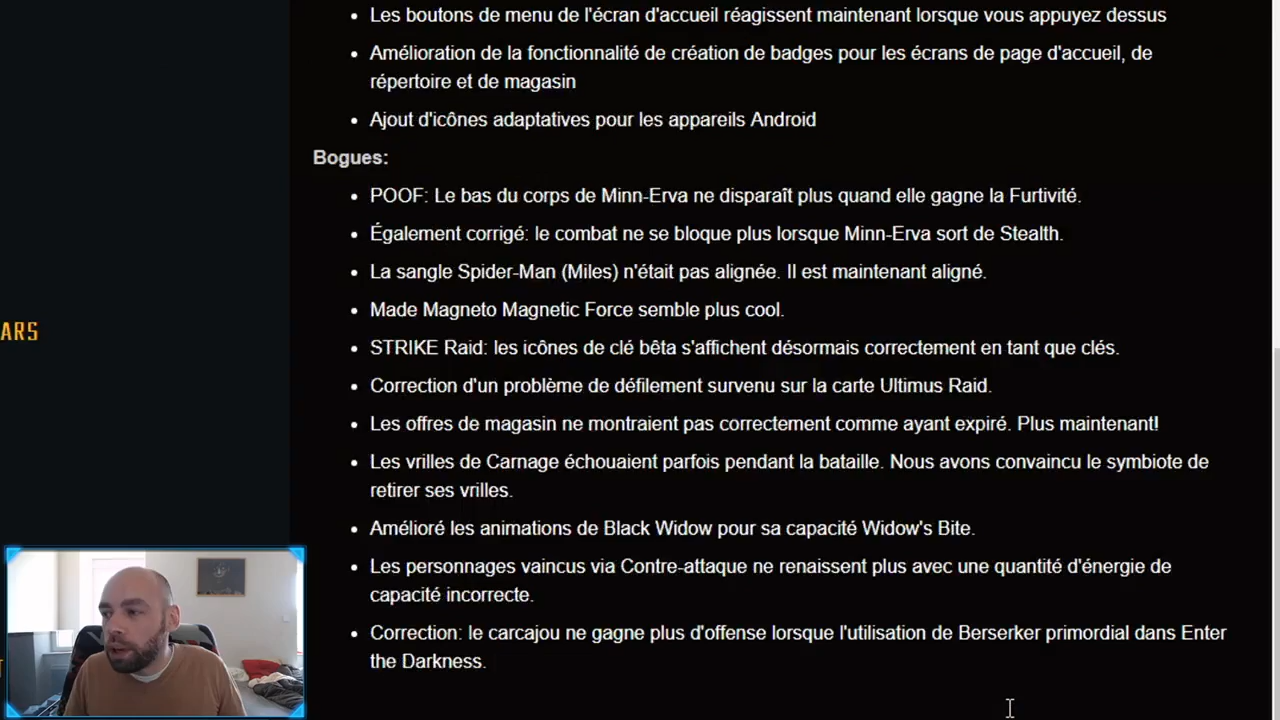 Les boutons de menu de l'écran d'accueil réagissent maintenant lorsque vous appuyez dessus
Amélioration de la fonctionnalité de création de badges pour les écrans de page d'accueil, de
répertoire et de magasin
Ajout d'icônes adaptatives pour les appareils Android
Bogues:
POOF: Le bas du corps de Minn-Erva ne disparaît plus quand elle gagne la Furtivité.
Également corrigé: le combat ne se bloque plus lorsque Minn-Erva sort de Stealth.
La sangle Spider-Man (Miles) n'était pas alignée. Il est maintenant aligné.
ARS
Made Magneto Magnetic Force semble plus cool.
STRIKE Raid: les icônes de clé bêta s'affichent désormais correctement en tant que clés.
Correction d'un problème de défilement survenu sur la carte Ultimus Raid.
Les offres de magasin ne montraient pas correctement comme ayant expiré. Plus maintenant!
Les vrilles de Carnage échouaient parfois pendant la bataille. Nous avons convaincu le symbiote de
retirer ses vrilles.
Amélioré les animations de Black Widow pour sa capacité Widow's Bite.
Les personnages vaincus via Contre-attaque ne renaissent plus avec une quantité d'énergie de
capacité incorrecte.
Correction: le carcajou ne gagne plus d'offense lorsque l'utilisation de Berserker primordial dans Enter
the Darkness.